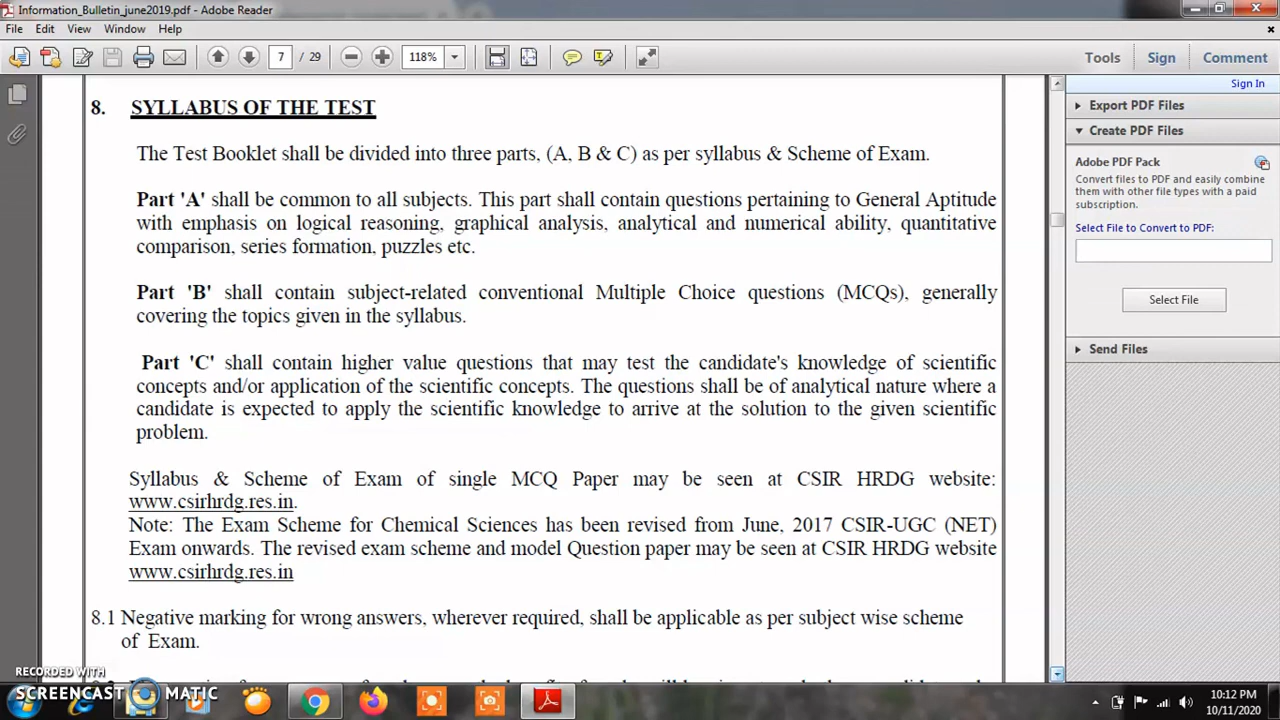 Information_Bulletin_june2019.pdf - Adobe Reader
File Edit View Window Help
7 / 29 118% Tools Sign Comment
Sign In
8. SYLLABUS OF THE TEST
The Test Booklet shall be divided into three parts, (A, B & C) as per syllabus & Scheme of Exam.
Part 'A' shall be common to all subjects. This part shall contain questions pertaining to General Aptitude
with emphasis on logical reasoning, graphical analysis, analytical and numerical ability, quantitative
comparison, series formation, puzzles etc.
Part 'B' shall contain subject-related conventional Multiple Choice questions (MCQs), generally
covering the topics given in the syllabus.
Part 'C' shall contain higher value questions that may test the candidate's knowledge of scientific
concepts and/or application of the scientific concepts. The questions shall be of analytical nature where a
candidate is expected to apply the scientific knowledge to arrive at the solution to the given scientific
problem.
Syllabus & Scheme of Exam of single MCQ Paper may be seen at CSIR HRDG website:
www.csirhrdg.res.in.
Note: The Exam Scheme for Chemical Sciences has been revised from June, 2017 CSIR-UGC (NET)
Exam onwards. The revised exam scheme and model Question paper may be seen at CSIR HRDG website
www.csirhrdg.res.in
8.1 Negative marking for wrong answers, wherever required, shall be applicable as per subject wise scheme
of Exam.
Export PDF Files
Create PDF Files
Adobe PDF Pack
Convert files to PDF and easily combine
them with other file types with a paid
subscription.
Select File to Convert to PDF:
Select File
Send Files
RECORDED WITH
SCREENCAST MATIC
10:12 PM
10/11/2020